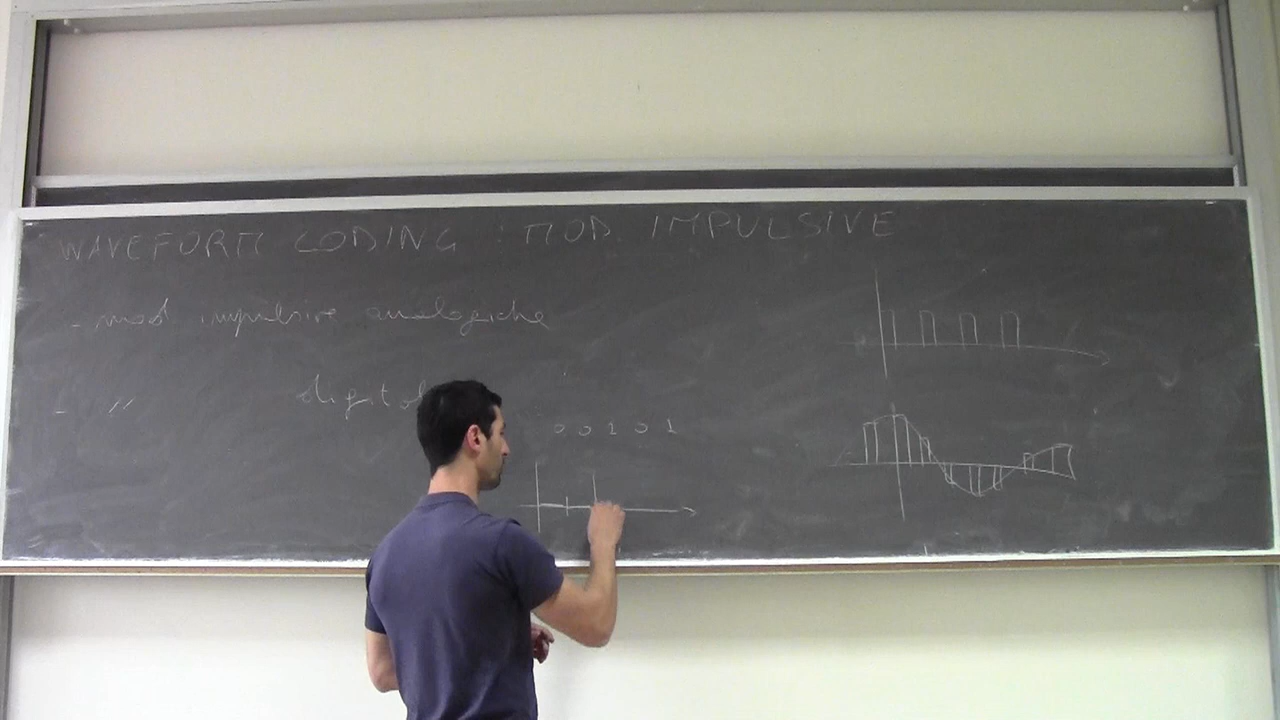 WAVEFORM CODING : MOD. IMPULSIVE
- mod impulsive analogiche
- " digital
0 0 1 0 1